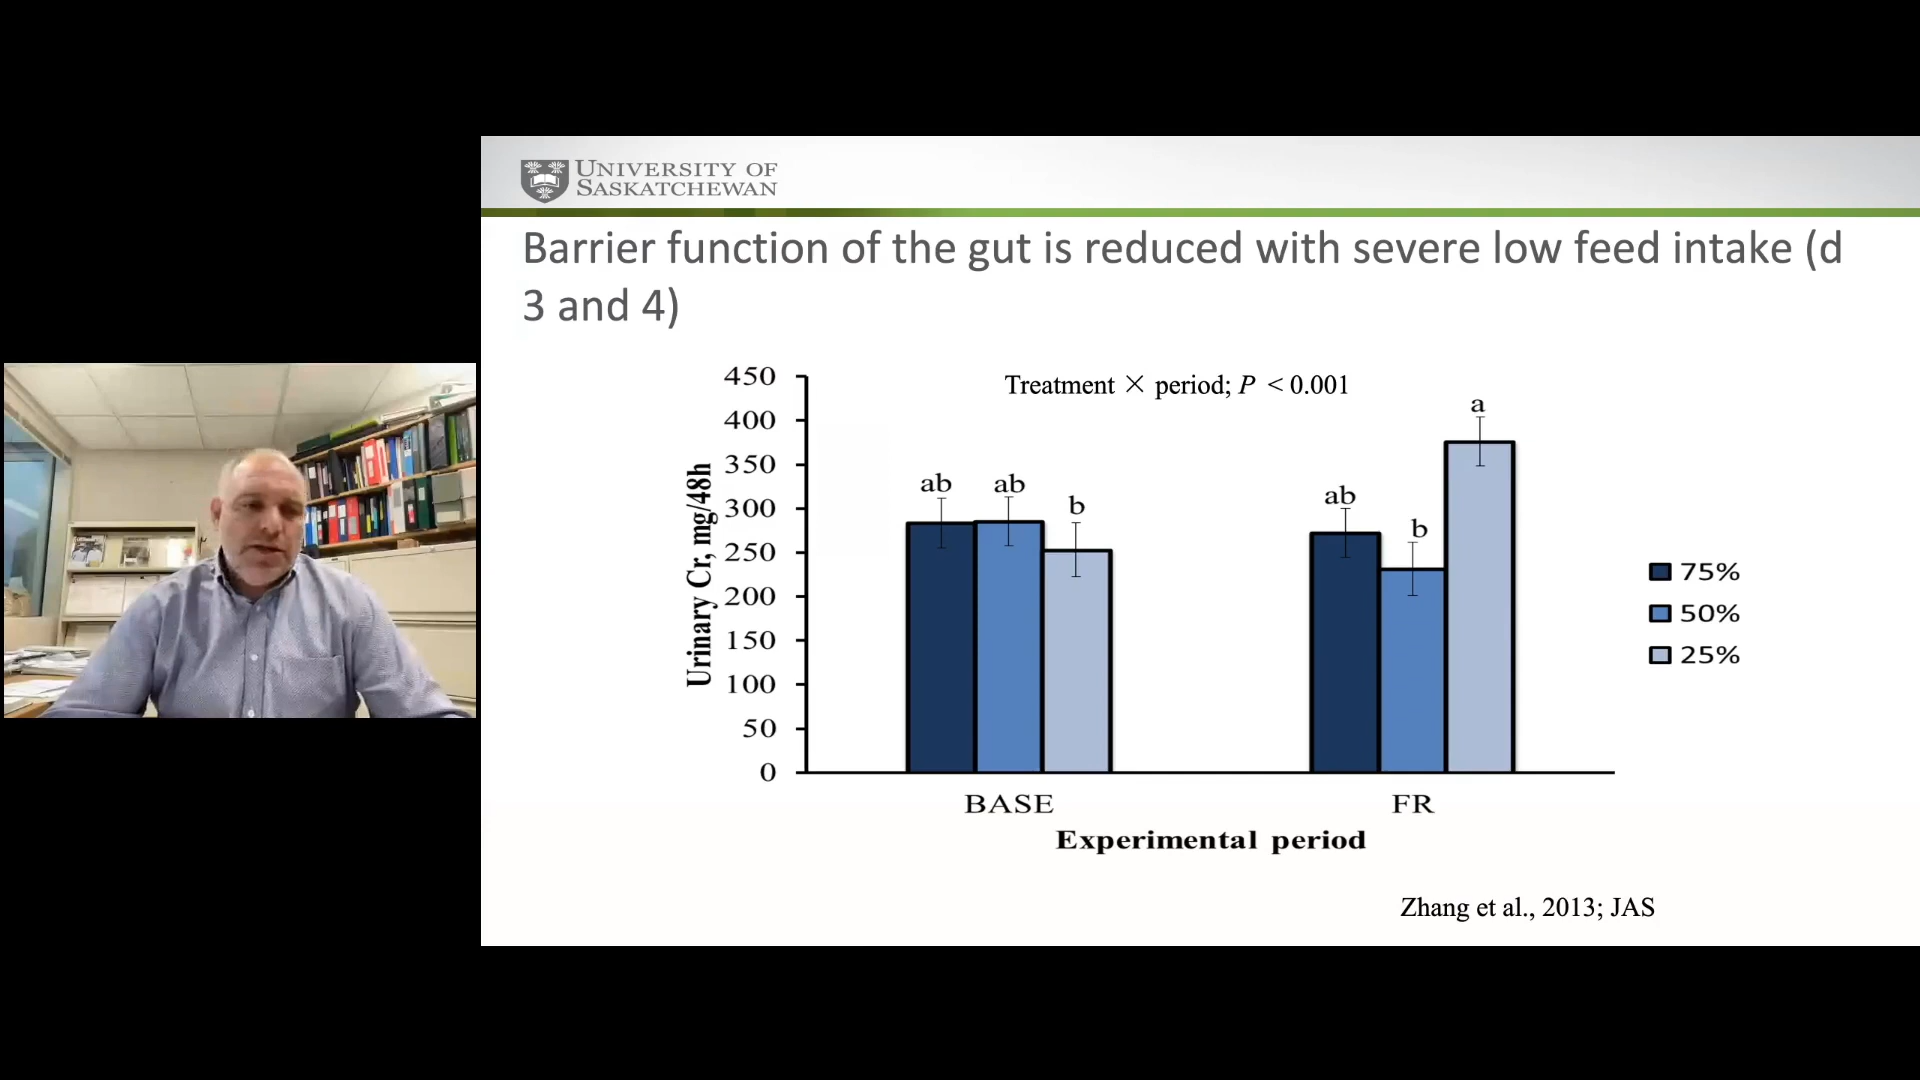 UNIVERSITY OF
SASKATCHEWAN
Barrier function of the gut is reduced with severe low feed intake (d
3 and 4)
Treatment × period; P < 0.001
Urinary Cr, mg/48h
450
400
350
300
250
200
150
100
50
0
ab
ab
b
ab
b
a
BASE
FR
Experimental period
75%
50%
25%
Zhang et al., 2013; JAS